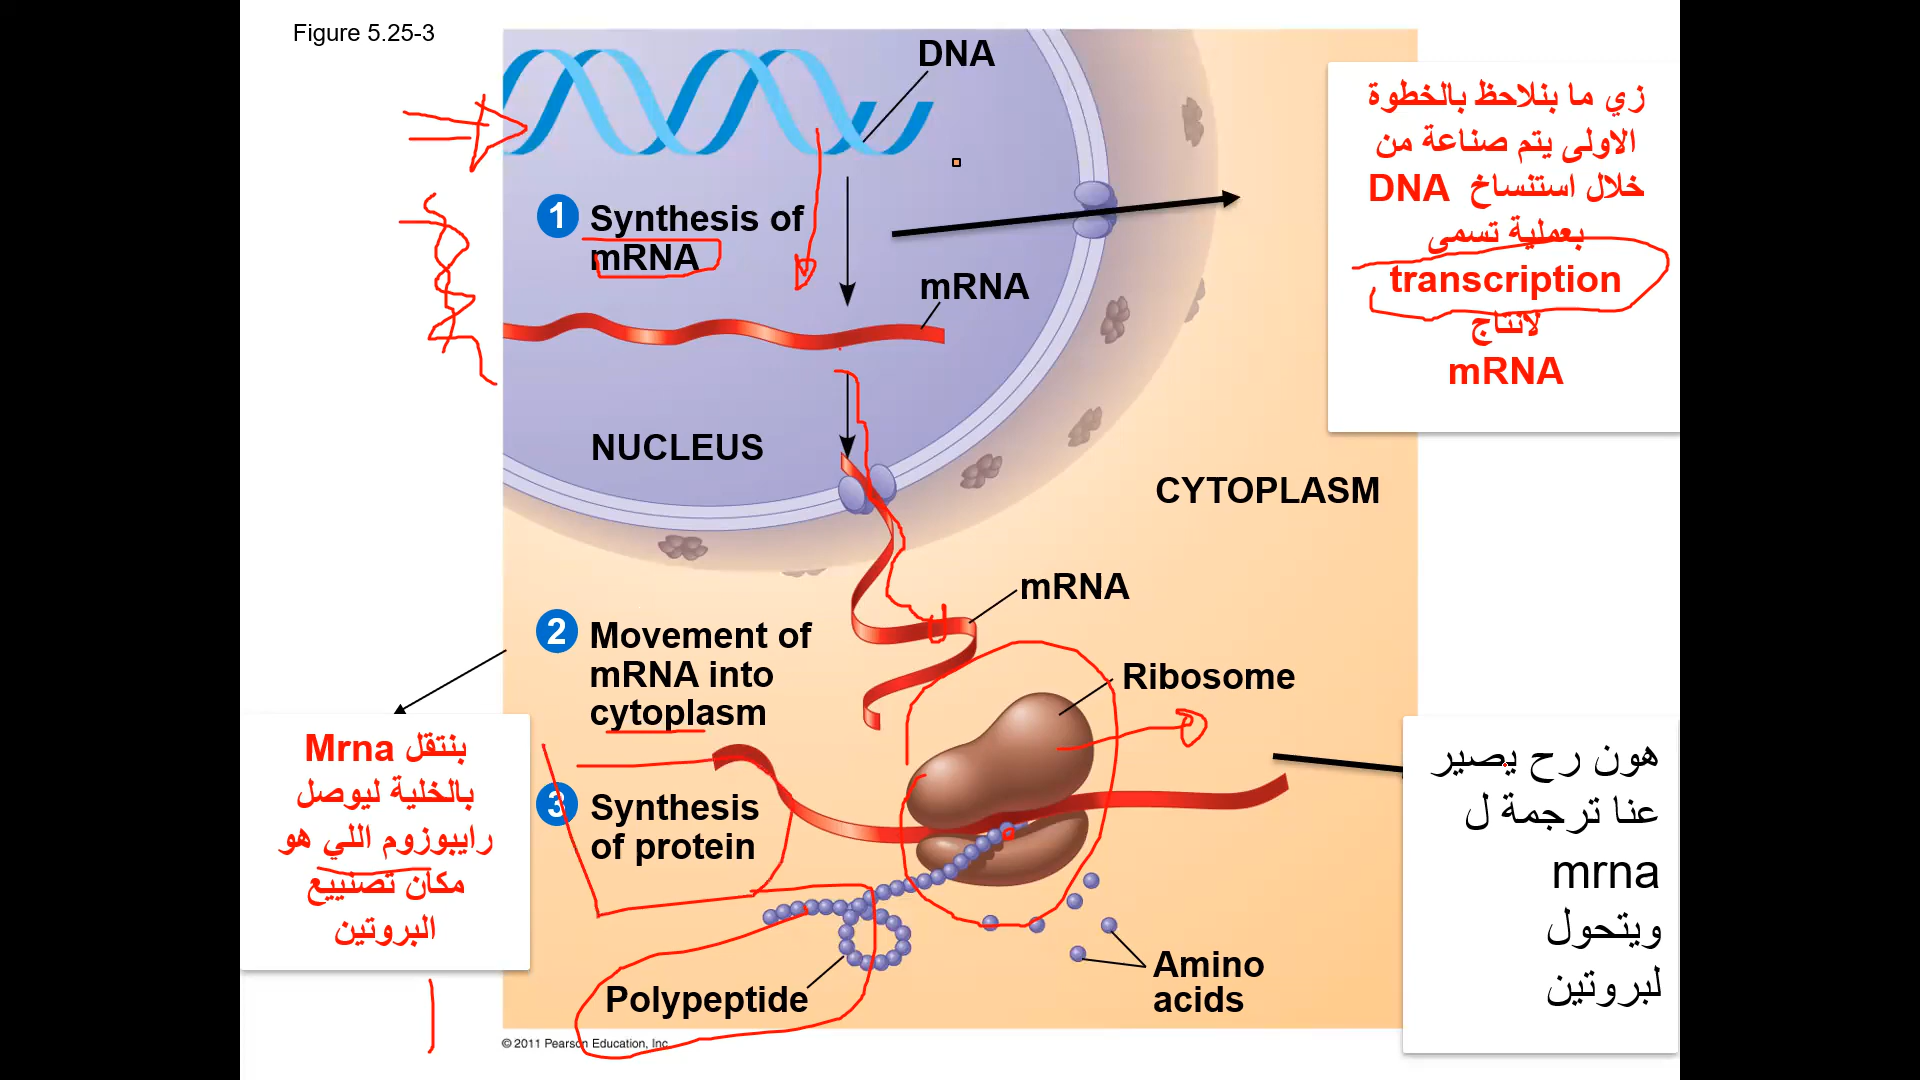 Figure 5.25-3
DNA
1 Synthesis of
mRNA
mRNA
NUCLEUS
CYTOPLASM
mRNA
2 Movement of
mRNA into
cytoplasm
Ribosome
3 Synthesis
of protein
Polypeptide
Amino
acids
© 2011 Pearson Education, Inc.
زي ما بنلاحظ بالخطوة
الاولى يتم صناعة من
خلال استنساخ DNA
بعملية تسمى
transcription
لانتاج
mRNA
بنتقل Mrna
بالخلية ليوصل
رايبوزوم اللي هو
مكان تصنييع
البروتين
هون رح يصير
عنا ترجمة ل
mrna
ويتحول
لبروتين